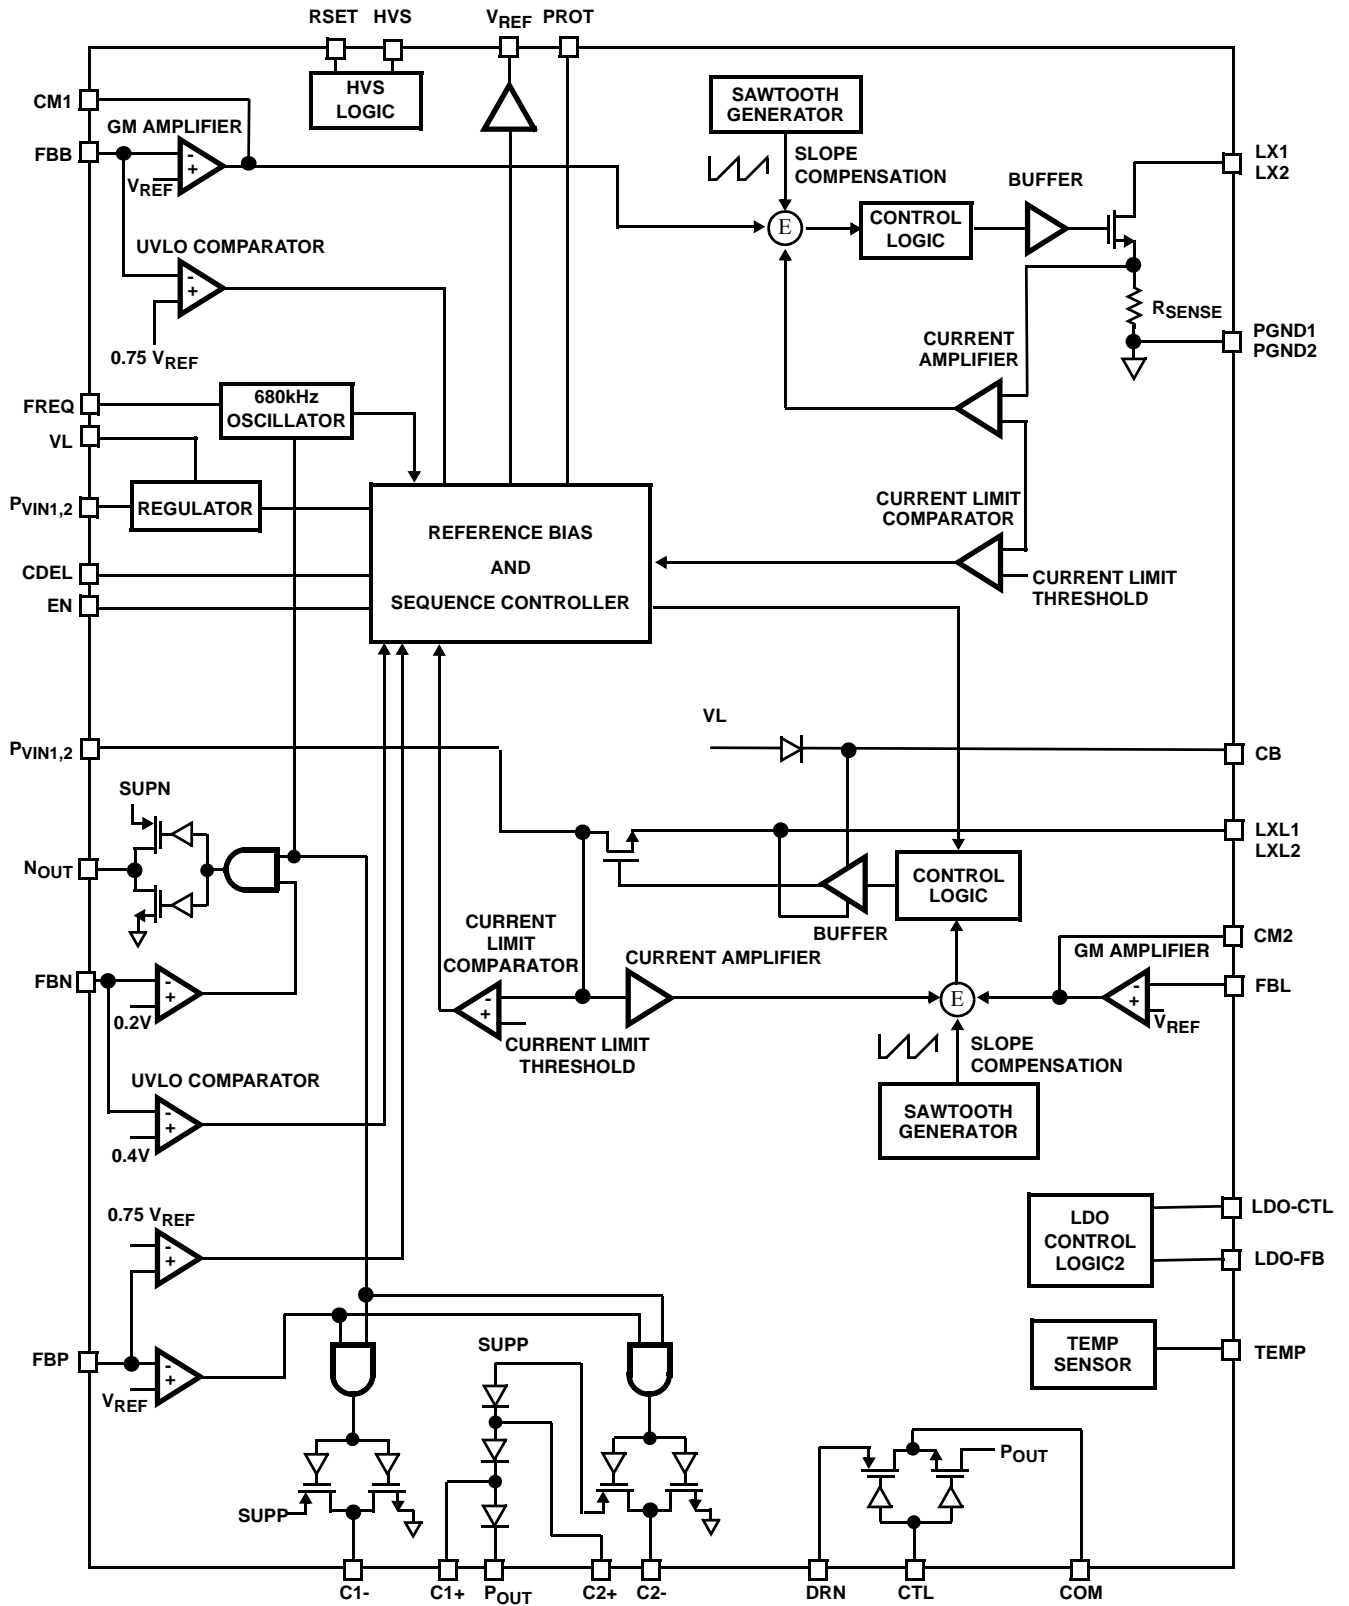 RSET HVS VREF PROT
CM1
HVS
LOGIC
SAWTOOTH
GENERATOR
GM AMPLIFIER
FBB
-
+
VREF
SLOPE
COMPENSATION
LX1
LX2
BUFFER
E
CONTROL
LOGIC
UVLO COMPARATOR
-
+
0.75 VREF
RSENSE
PGND1
PGND2
CURRENT
AMPLIFIER
FREQ
680kHz
OSCILLATOR
VL
PVIN1,2
REGULATOR
CURRENT LIMIT
COMPARATOR
REFERENCE BIAS
AND
SEQUENCE CONTROLLER
CDEL
EN
CURRENT LIMIT
THRESHOLD
VL
PVIN1,2
CB
SUPN
NOUT
LXL1
LXL2
CONTROL
LOGIC
BUFFER
CURRENT
LIMIT
COMPARATOR
CURRENT AMPLIFIER
CM2
GM AMPLIFIER
FBN
-
+
0.2V
-
+
CURRENT LIMIT
THRESHOLD
E
-
+
VREF
FBL
SLOPE
COMPENSATION
UVLO COMPARATOR
-
+
0.4V
SAWTOOTH
GENERATOR
0.75 VREF
-
+
LDO
CONTROL
LOGIC2
LDO-CTL
LDO-FB
FBP
-
+
VREF
SUPP
TEMP
SENSOR
TEMP
SUPP
POUT
C1- C1+ POUT C2+ C2- DRN CTL COM